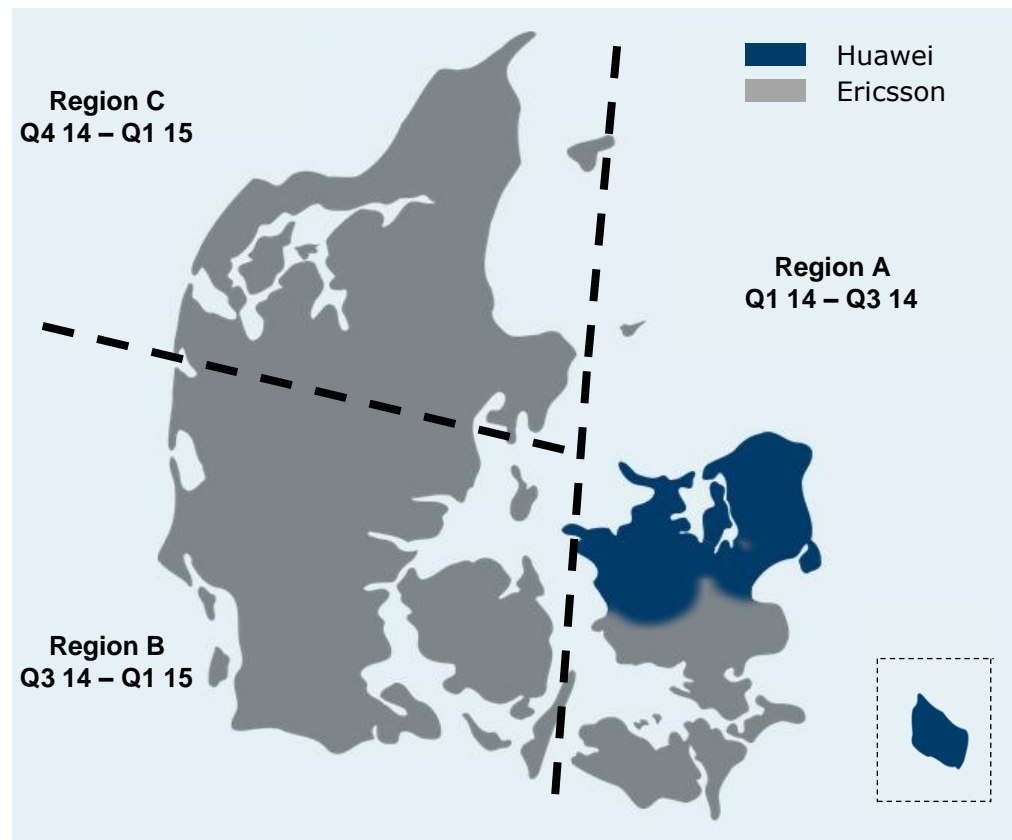 Huawei
Ericsson
Region C
Q4 14 – Q1 15
Region A
Q1 14 – Q3 14
Region B
Q3 14 – Q1 15